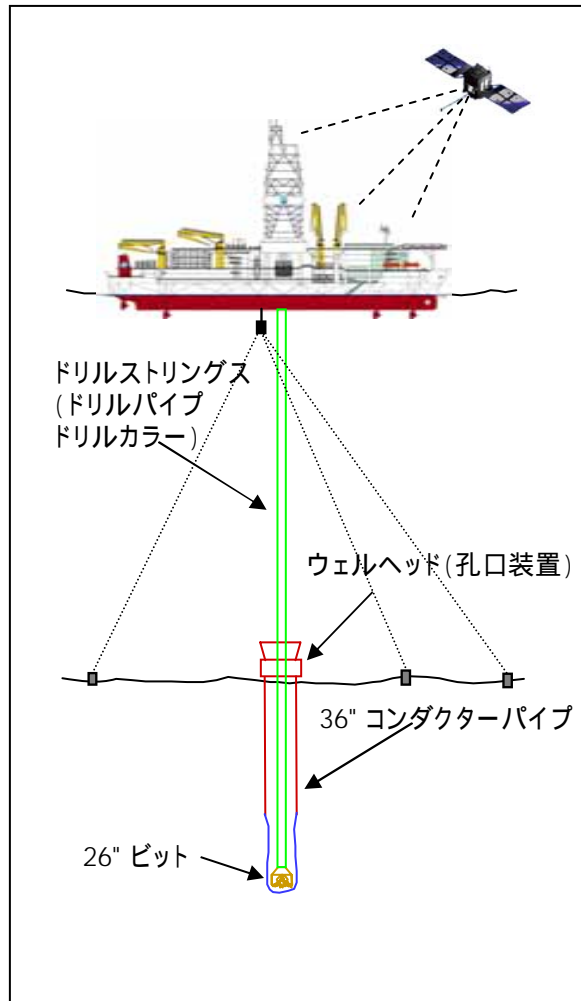 ドリルストリングス
(ドリルパイプ
ドリルカラー)
ウェルヘッド(孔口装置)
36" コンダクターパイプ
26" ビット